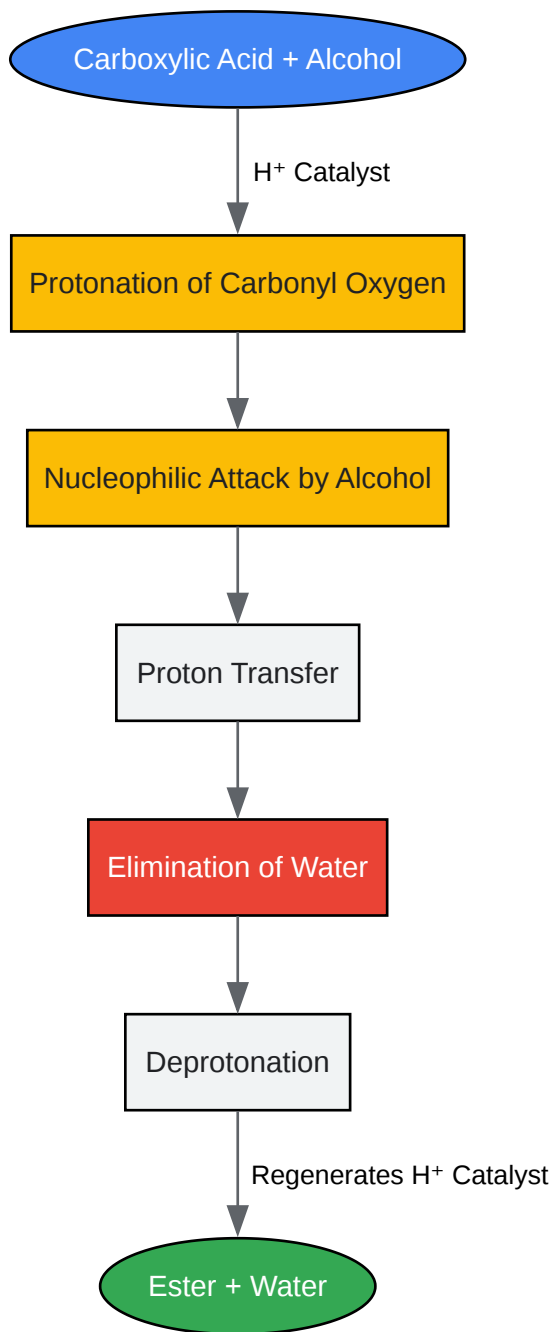 Carboxylic Acid + Alcohol
H⁺ Catalyst
Protonation of Carbonyl Oxygen
Nucleophilic Attack by Alcohol
Proton Transfer
Elimination of Water
Deprotonation
Regenerates H⁺ Catalyst
Ester + Water